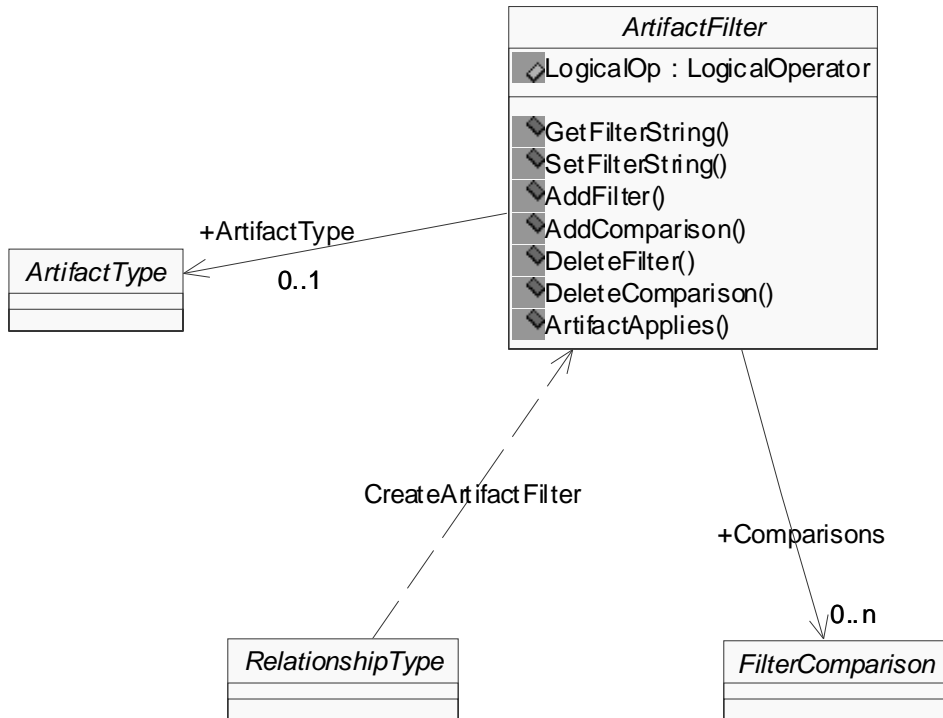 ArtifactFilter
LogicalOp : LogicalOperator
GetFilterString()
SetFilterString()
AddFilter()
AddComparison()
DeleteFilter()
DeleteComparison()
ArtifactApplies()
+ArtifactType
0..1
ArtifactType
CreateArtifactFilter
+Comparisons
0..n
RelationshipType
FilterComparison